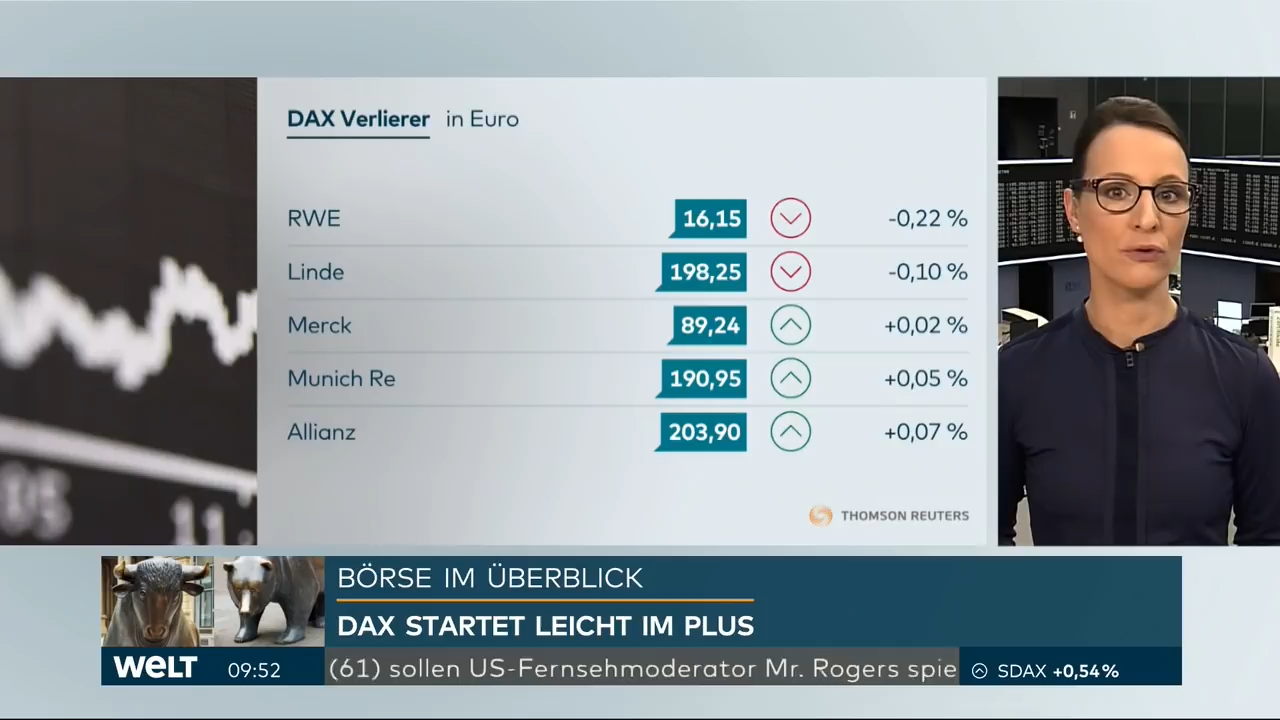 DAX Verlierer in Euro
RWE 16,15 -0,22 %
Linde 198,25 -0,10 %
Merck 89,24 +0,02 %
Munich Re 190,95 +0,05 %
Allianz 203,90 +0,07 %
THOMSON REUTERS
BÖRSE IM ÜBERBLICK
DAX STARTET LEICHT IM PLUS
welt 09:52 (61) sollen US-Fernsehmoderator Mr. Rogers spie SDAX +0,54%